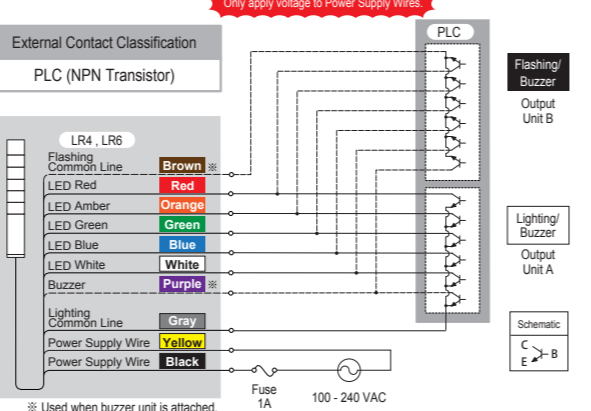 Only apply voltage to Power Supply Wires.
PLC
External Contact Classification
PLC (NPN Transistor)
Flashing/
Buzzer
Output
Unit B
LR4 , LR6
Flashing
Common Line
Brown ※
LED Red
Red
LED Amber
Orange
LED Green
Green
LED Blue
Blue
LED White
White
Buzzer
Purple ※
Lighting
Common Line
Gray
Power Supply Wire
Yellow
Power Supply Wire
Black
Lighting/
Buzzer
Output
Unit A
Schematic
C
E
B
Fuse
1A
100 - 240 VAC
※ Used when buzzer unit is attached.